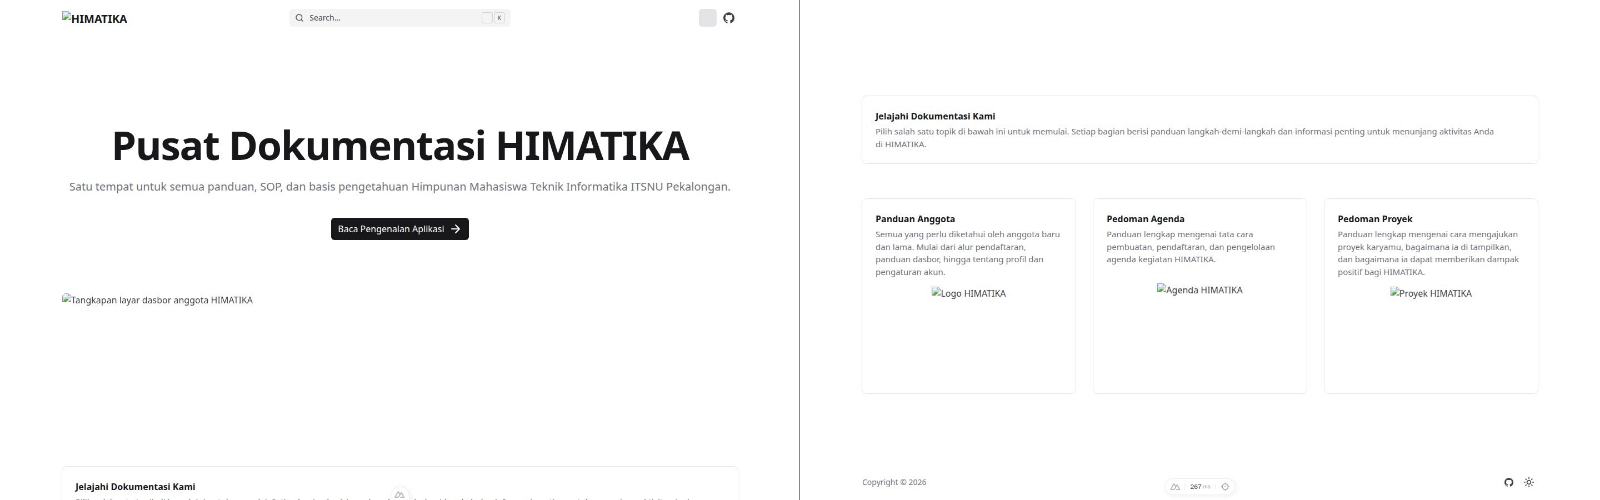 HIMATIKA
Search...
K
Pusat Dokumentasi HIMATIKA
Satu tempat untuk semua panduan, SOP, dan basis pengetahuan Himpunan Mahasiswa Teknik Informatika ITSNU Pekalongan.
Baca Pengenalan Aplikasi
Tangkapan layar dasbor anggota HIMATIKA
Jelajahi Dokumentasi Kami
Jelajahi Dokumentasi Kami
Pilih salah satu topik di bawah ini untuk memulai. Setiap bagian berisi panduan langkah-demi-langkah dan informasi penting untuk menunjang aktivitas Anda
di HIMATIKA.
Panduan Anggota
Semua yang perlu diketahui oleh anggota baru
dan lama. Mulai dari alur pendaftaran,
panduan dasbor, hingga tentang profil dan
pengaturan akun.
Logo HIMATIKA
Pedoman Agenda
Panduan lengkap mengenai tata cara
pembuatan, pendaftaran, dan pengelolaan
agenda kegiatan HIMATIKA.
Agenda HIMATIKA
Pedoman Proyek
Panduan lengkap mengenai cara mengajukan
proyek karyamu, bagaimana ia di tampilkan,
dan bagaimana ia dapat memberikan dampak
positif bagi HIMATIKA.
Proyek HIMATIKA
Copyright © 2026
267 ms